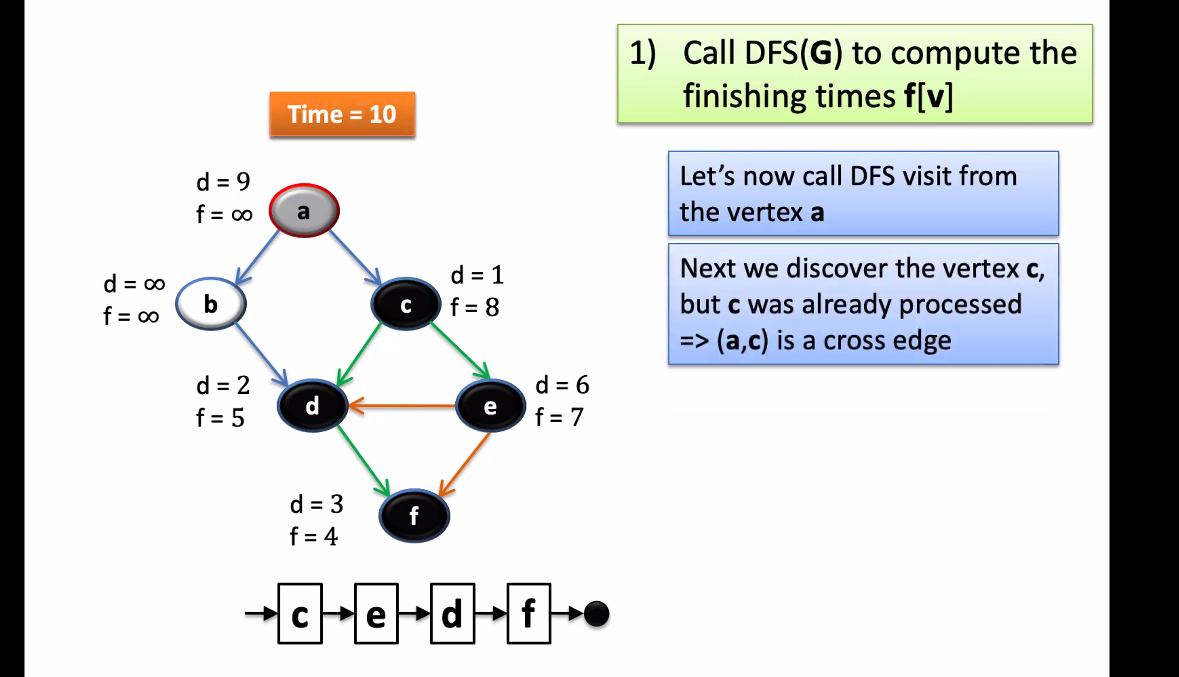 1) Call DFS(G) to compute the
finishing times f[v]
Time = 10
Let’s now call DFS visit from
the vertex a
Next we discover the vertex c,
but c was already processed
=> (a,c) is a cross edge
d = 9
f = ∞
a
d = ∞
f = ∞
b
c
d = 1
f = 8
d = 2
f = 5
d
e
d = 6
f = 7
d = 3
f = 4
f
c e d f